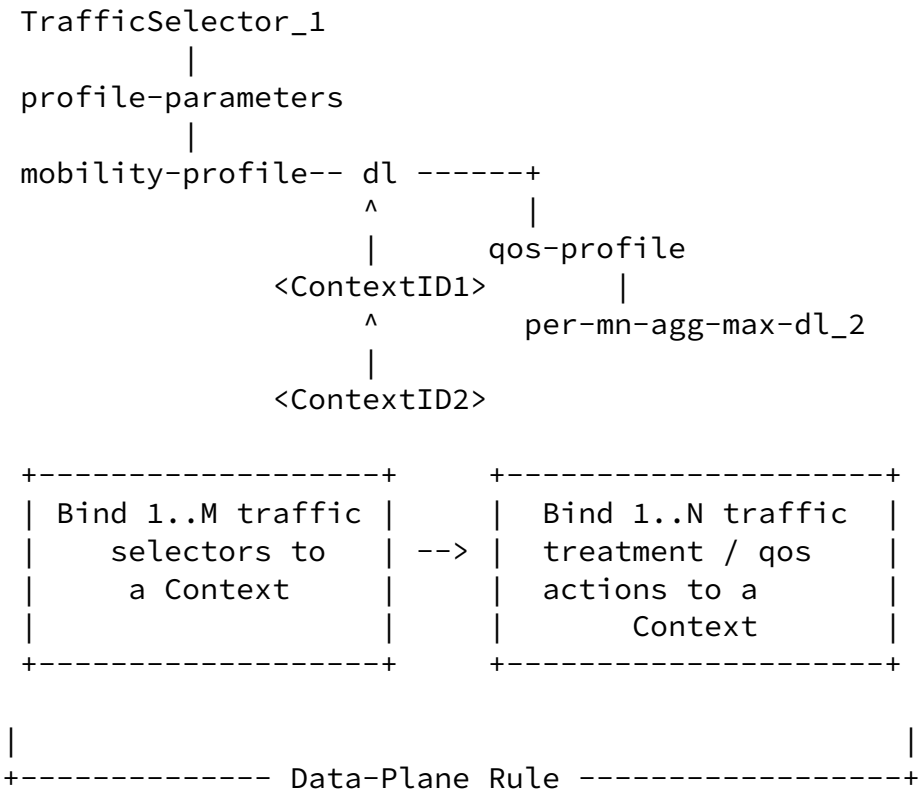 TrafficSelector_1
|
profile-parameters
|
mobility-profile-- dl ------+
^ |
| qos-profile
<ContextID1> |
^ per-mn-agg-max-dl_2
|
<ContextID2>
+-------------------+ +---------------------+
| Bind 1..M traffic | | Bind 1..N traffic |
| selectors to | --> | treatment / qos |
| a Context | | actions to a |
| | | Context |
+-------------------+ +---------------------+
| |
+-------------- Data-Plane Rule ------------------+